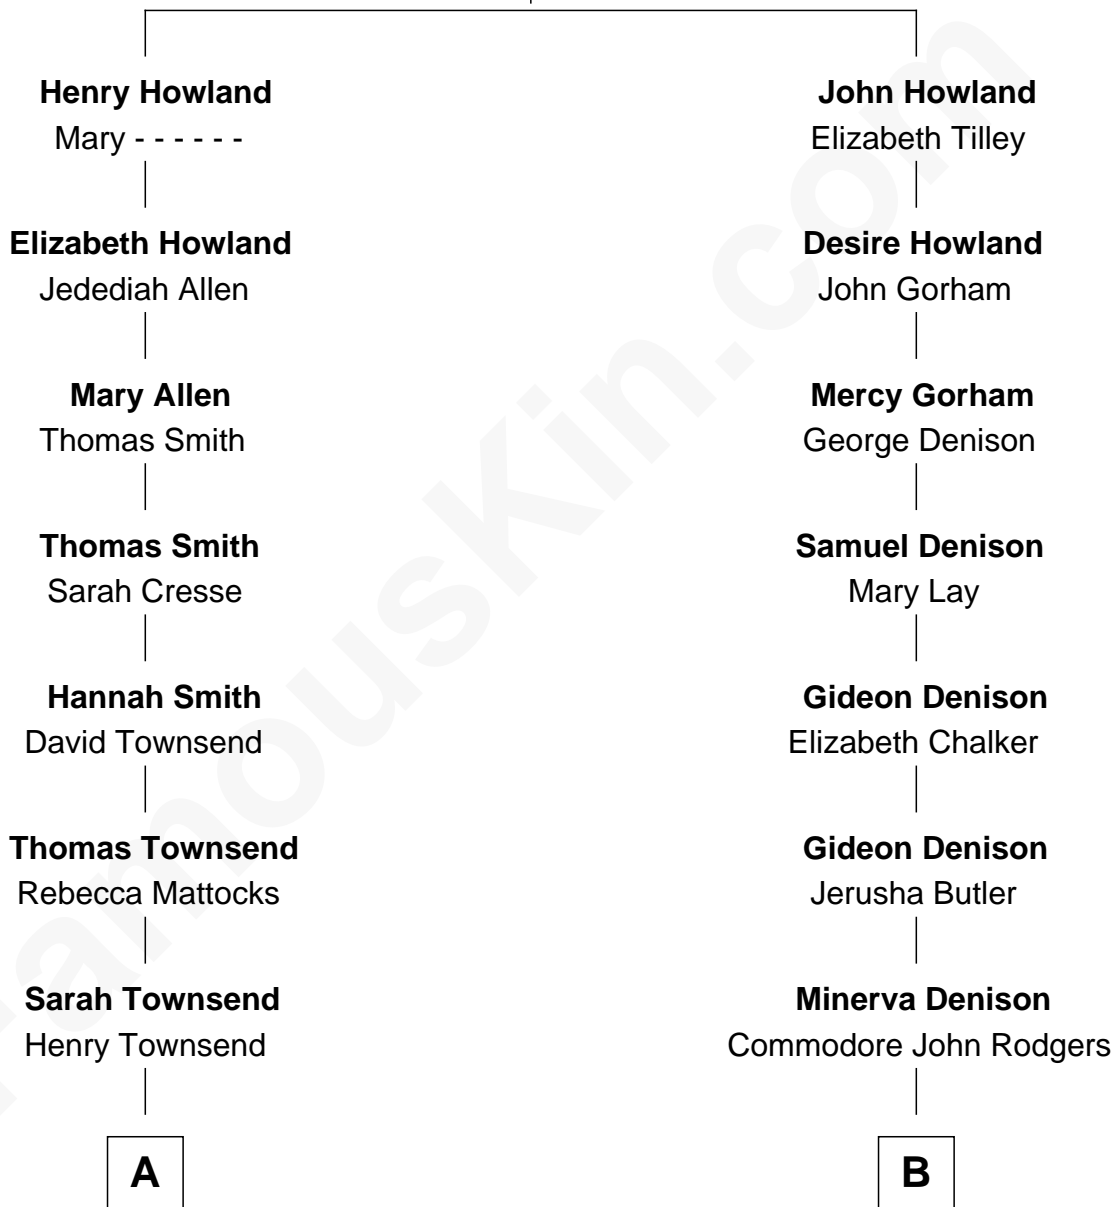 Henry Howland
Mary - - - - - -
John Howland
Elizabeth Tilley
Elizabeth Howland
Jedediah Allen
Desire Howland
John Gorham
Mary Allen
Thomas Smith
Mercy Gorham
George Denison
Thomas Smith
Sarah Cresse
Samuel Denison
Mary Lay
Hannah Smith
David Townsend
Gideon Denison
Elizabeth Chalker
Thomas Townsend
Rebecca Mattocks
Gideon Denison
Jerusha Butler
Sarah Townsend
Henry Townsend
Minerva Denison
Commodore John Rodgers
A
B
FamousKin.com